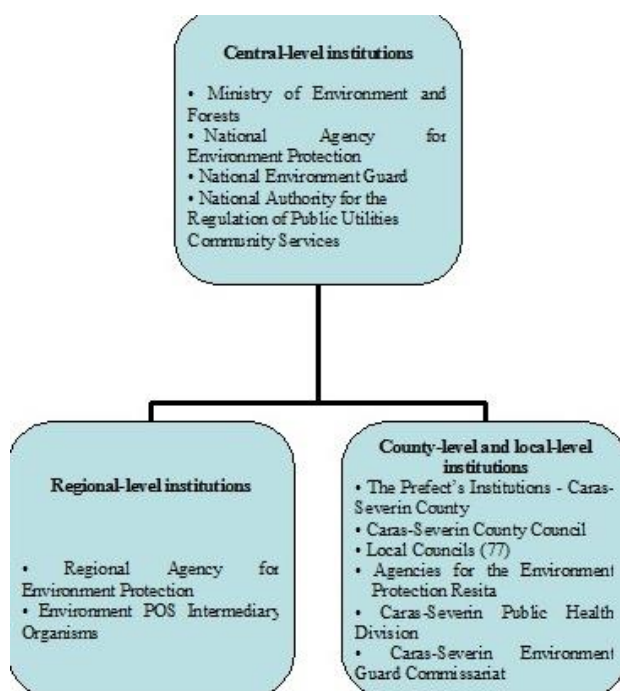 Central-level institutions
• Ministry of Environment and
Forests
• National Agency for
Environment Protection
• National Environment Guard
• National Authority for the
Regulation of Public Utilities
Community Services
Regional-level institutions
• Regional Agency for
Environment Protection
• Environment POS Intermediary
Organisms
County-level and local-level
institutions
• The Prefect's Institutions - Caras-
Severin County
• Caras-Severin County Council
• Local Councils (77)
• Agencies for the Environment
Protection Resita
• Caras-Severin Public Health
Division
• Caras-Severin Environment
Guard Commissariat